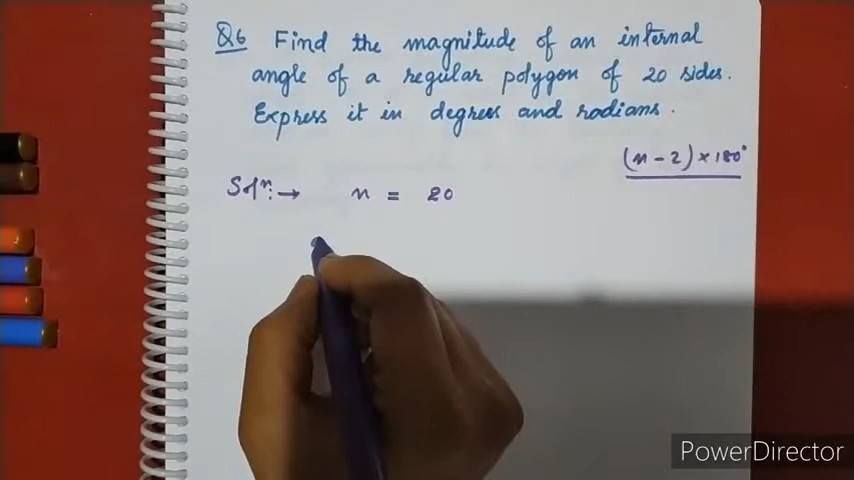 Q6 Find the magnitude of an internal
angle of a regular polygon of 20 sides.
Express it in degrees and radians.
(n-2)×180°
Solⁿ:→ n = 20
PowerDirector